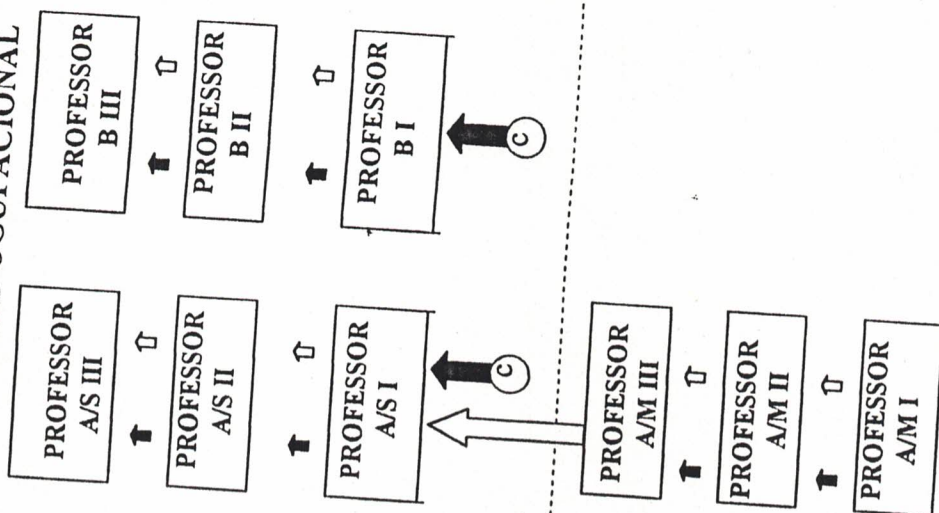 OCUPACIONAL
PROFESSOR
A/S III
PROFESSOR
B III
PROFESSOR
A/S II
PROFESSOR
B II
PROFESSOR
A/S I
PROFESSOR
B I
C
C
PROFESSOR
A/M III
PROFESSOR
A/M II
PROFESSOR
A/M I